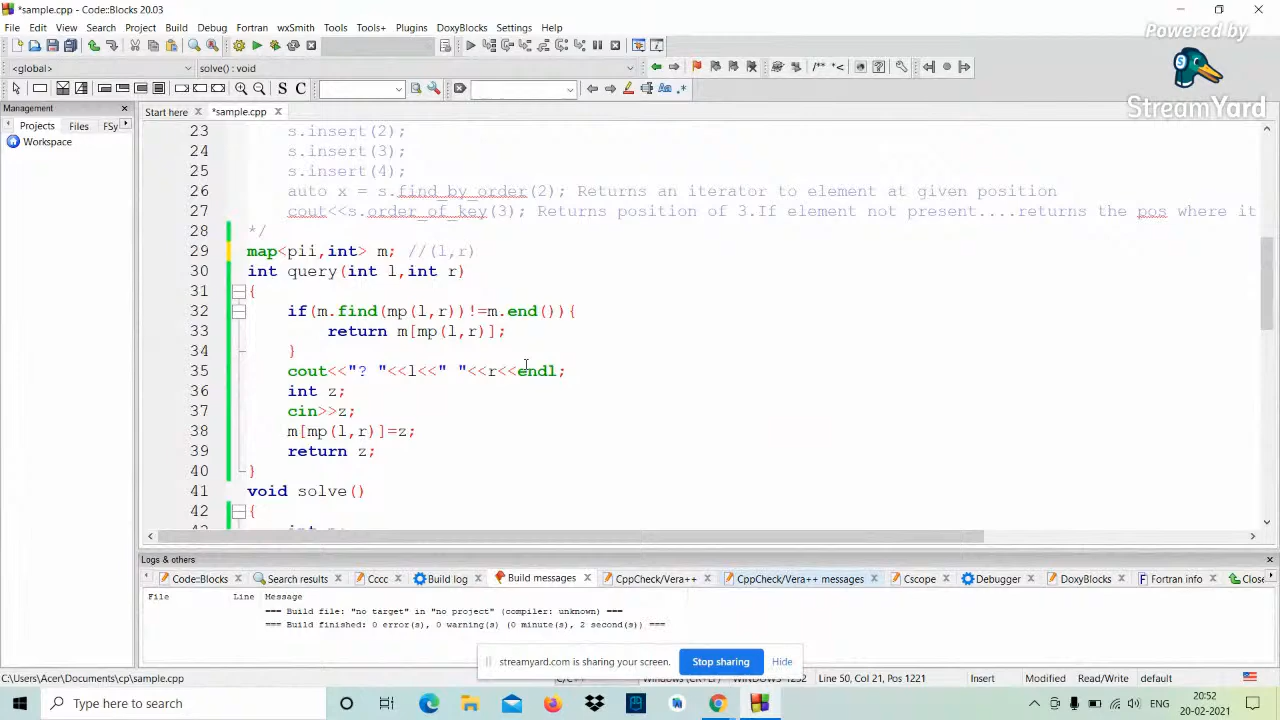 *sample.cpp - Code::Blocks 20.03
Powered by
StreamYard
File Edit View Search Project Build Debug Fortran wxSmith Tools Tools+ Plugins DoxyBlocks Settings Help
<global> solve() : void
S C
Management
Projects Files FSy
Workspace
Start here *sample.cpp
23 s.insert(2);
24 s.insert(3);
25 s.insert(4);
26 auto x = s.find_by_order(2); Returns an iterator to element at given position
27 cout<<s.order_of_key(3); Returns position of 3.If element not present....returns the pos where it
28 */
29 map<pii,int> m; //(l,r)
30 int query(int l,int r)
31 {
32 if(m.find(mp(l,r))!=m.end()){
33 return m[mp(l,r)];
34 }
35 cout<<"? "<<l<<" "<<r<<endl;
36 int z;
37 cin>>z;
38 m[mp(l,r)]=z;
39 return z;
40 }
41 void solve()
42 {
Logs & others
Code::Blocks Search results Cccc Build log Build messages CppCheck/Vera++ CppCheck/Vera++ messages Cscope Debugger DoxyBlocks Fortran info Close
File Line Message
=== Build file: "no target" in "no project" (compiler: unknown) ===
=== Build finished: 0 error(s), 0 warning(s) (0 minute(s), 2 second(s)) ===
streamyard.com is sharing your screen. Stop sharing Hide
C:\Users\Acer\Documents\cp\sample.cpp Line 50, Col 21, Pos 1221 Insert Modified Read/Write default
Type here to search
ENG
20:52
20-02-2021